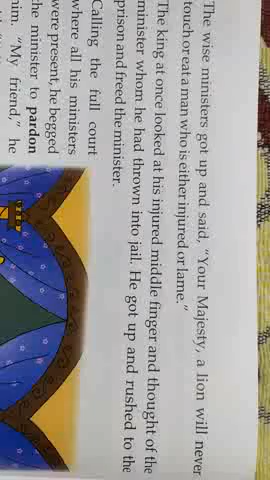 The wise ministers got up and said, "Your Majesty, a lion will never
touch or eat a man who is either injured or lame."
The king at once looked at his injured middle finger and thought of the
minister whom he had thrown into jail. He got up and rushed to the
prison and freed the minister.
Calling the full court
where all his ministers
were present, he begged
the minister to pardon
him. "My friend," he